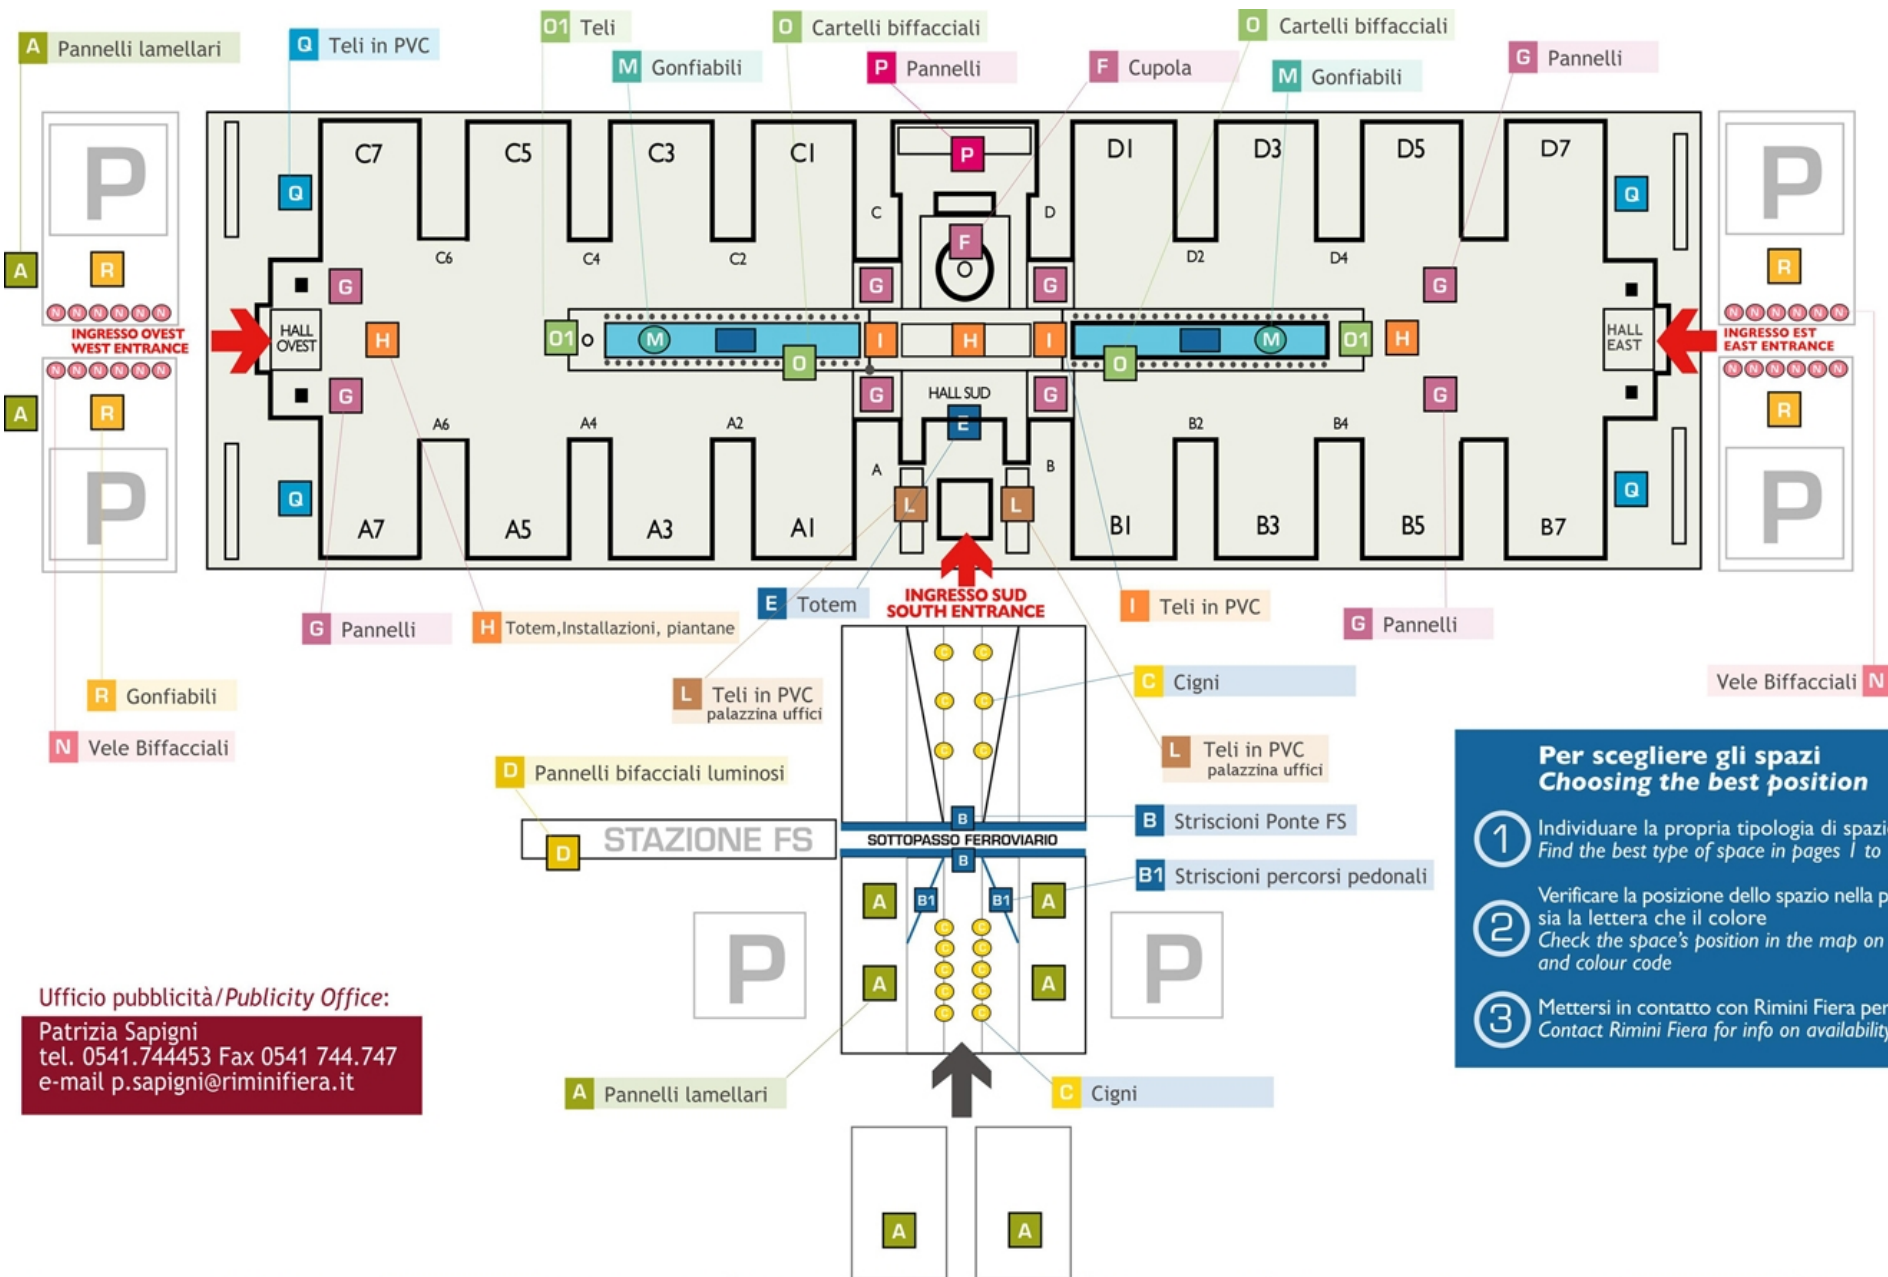 A Pannelli lamellari
Q Teli in PVC
O1 Teli
M Gonfiabili
O Cartelli biffacciali
P Pannelli
F Cupola
O Cartelli biffacciali
M Gonfiabili
G Pannelli
P
P
C7
C5
C3
C1
P
D1
D3
D5
D7
Q
Q
C
D
F
C6
C4
C2
D2
D4
A
R
R
G
G
G
G
N N N N N N
N N N N N N
INGRESSO OVEST
WEST ENTRANCE
HALL
OVEST
H
O1
M
O
I
H
I
O
M
O1
H
HALL
EAST
INGRESSO EST
EAST ENTRANCE
N N N N N N
N N N N N N
A
R
R
G
G
G
G
HALL SUD
E
A6
A4
A2
B2
B4
A
B
P
P
Q
Q
L
L
A7
A5
A3
A1
B1
B3
B5
B7
INGRESSO SUD
SOUTH ENTRANCE
G Pannelli
H Totem,Installazioni, piantane
E Totem
I Teli in PVC
G Pannelli
R Gonfiabili
N Vele Biffacciali
L Teli in PVC
palazzina uffici
C C
C C
C C
C Cigni
Vele Biffacciali N
L Teli in PVC
palazzina uffici
D Pannelli bifacciali luminosi
D
STAZIONE FS
B
SOTTOPASSO FERROVIARIO
B
B Striscioni Ponte FS
B1 Striscioni percorsi pedonali
A
B1
B1
A
C C
C C
C C
C C
C C
P
P
A
A
A Pannelli lamellari
C Cigni
A
A
Per scegliere gli spazi
Choosing the best position
1
Individuare la propria tipologia di spazi
Find the best type of space in pages 1 to
2
Verificare la posizione dello spazio nella p
sia la lettera che il colore
Check the space's position in the map on
and colour code
3
Mettersi in contatto con Rimini Fiera per
Contact Rimini Fiera for info on availability
Ufficio pubblicità/Publicity Office:
Patrizia Sapigni
tel. 0541.744453 Fax 0541 744.747
e-mail p.sapigni@riminifiera.it